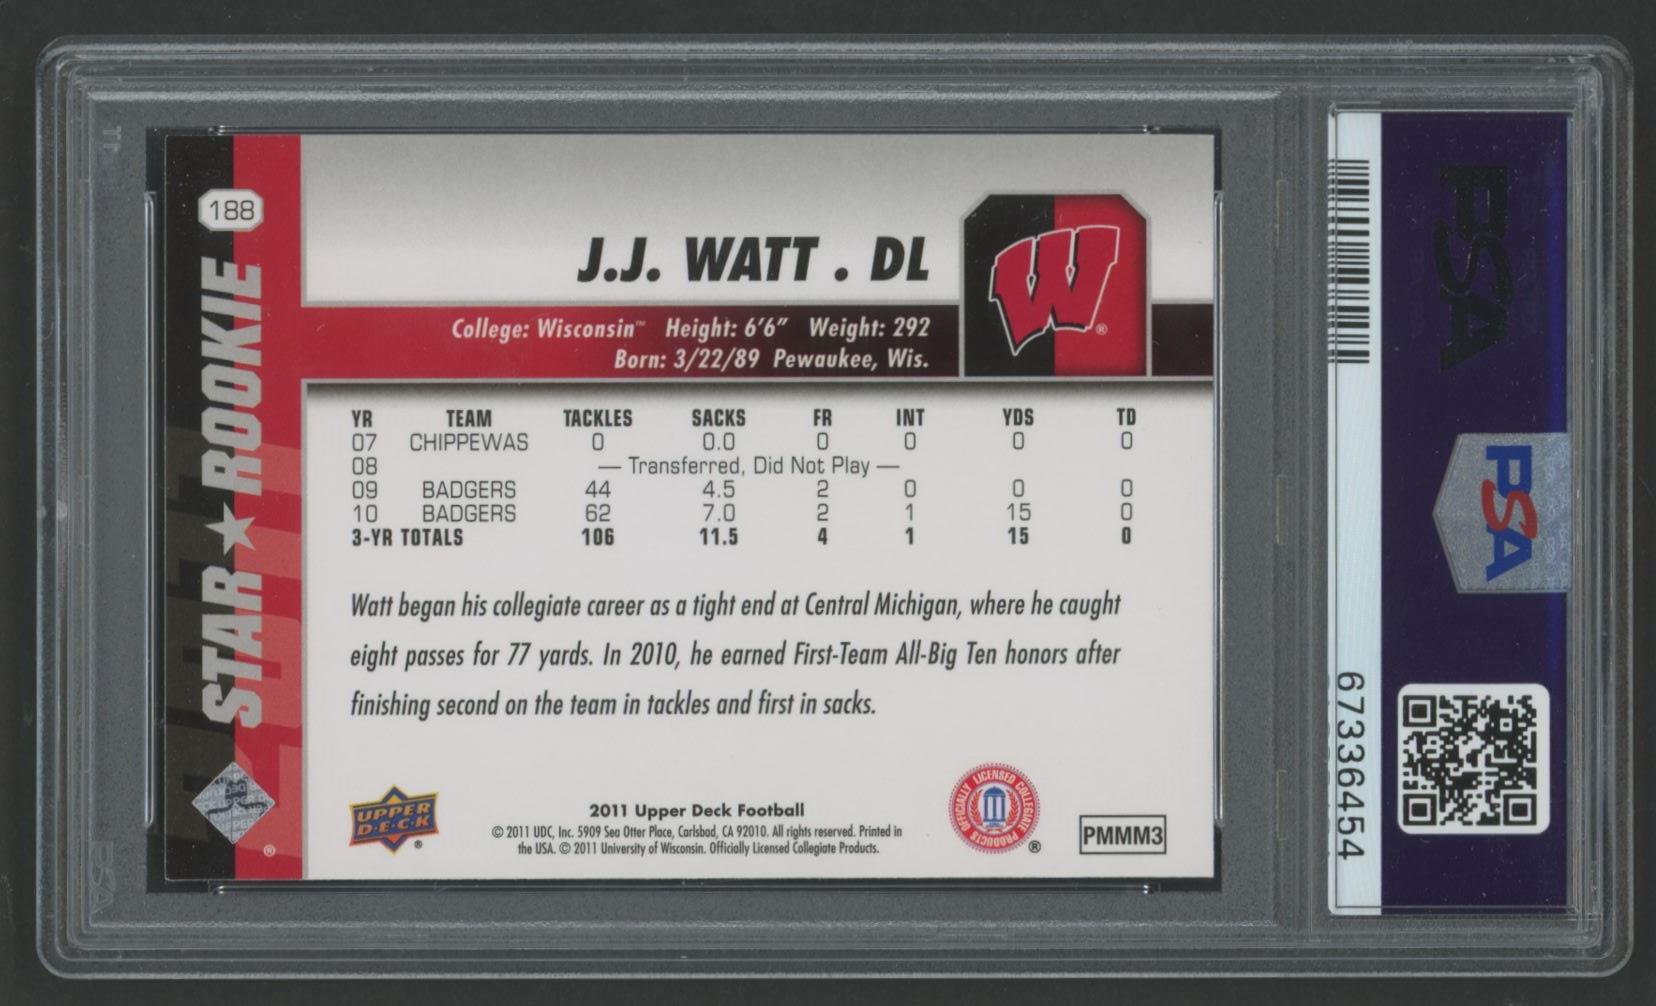 188
STAR ★ ROOKIE
J.J. WATT . DL
W®
College: Wisconsin™ Height: 6'6" Weight: 292
Born: 3/22/89 Pewaukee, Wis.
YR TEAM TACKLES SACKS FR INT YDS TD
07 CHIPPEWAS 0 0.0 0 0 0 0
08 — Transferred, Did Not Play —
09 BADGERS 44 4.5 2 0 0 0
10 BADGERS 62 7.0 2 1 15 0
3-YR TOTALS 106 11.5 4 1 15 0
Watt began his collegiate career as a tight end at Central Michigan, where he caught
eight passes for 77 yards. In 2010, he earned First-Team All-Big Ten honors after
finishing second on the team in tackles and first in sacks.
UPPER
D·E·C·K®
2011 Upper Deck Football
© 2011 UDC, Inc. 5909 Sea Otter Place, Carlsbad, CA 92010. All rights reserved. Printed in
the USA. © 2011 University of Wisconsin. Officially Licensed Collegiate Products.
OFFICIALLY LICENSED COLLEGIATE PRODUCTS ®
PMMM3
®
PSA
PSA
67336454
PSA